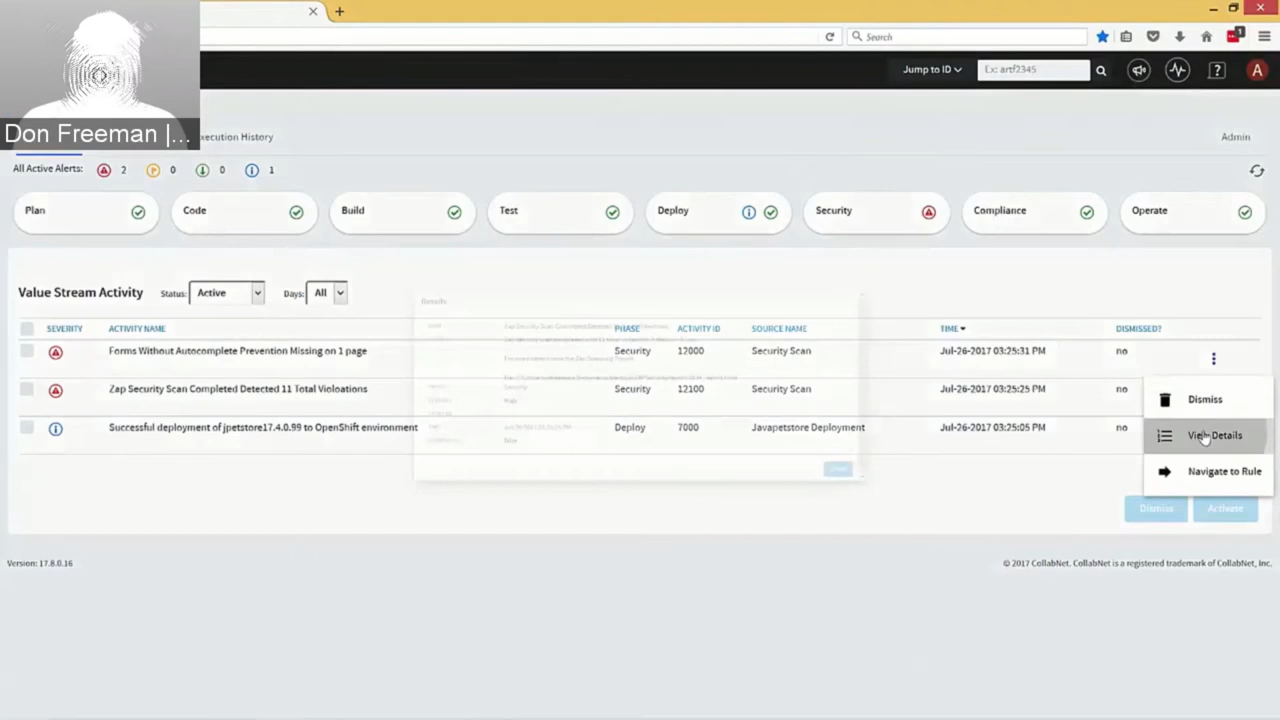 Search
Jump to ID
Ex: artf2345
A
Don Freeman |...
xecution History
Admin
All Active Alerts: 2 P 0 0 1
Plan
Code
Build
Test
Deploy
Security
Compliance
Operate
Value Stream Activity
Status: Active
Days: All
SEVERITY ACTIVITY NAME PHASE ACTIVITY ID SOURCE NAME TIME DISMISSED?
Forms Without Autocomplete Prevention Missing on 1 page Security 12000 Security Scan Jul-26-2017 03:25:31 PM no
Zap Security Scan Completed Detected 11 Total Violoations Security 12100 Security Scan Jul-26-2017 03:25:25 PM no
Successful deployment of jpetstore17.4.0.99 to OpenShift environment Deploy 7000 Javapetstore Deployment Jul-26-2017 03:25:05 PM no
Details
Dismiss
View Details
Navigate to Rule
Dismiss
Activate
Version: 17.8.0.16
© 2017 CollabNet. CollabNet is a registered trademark of CollabNet, Inc.